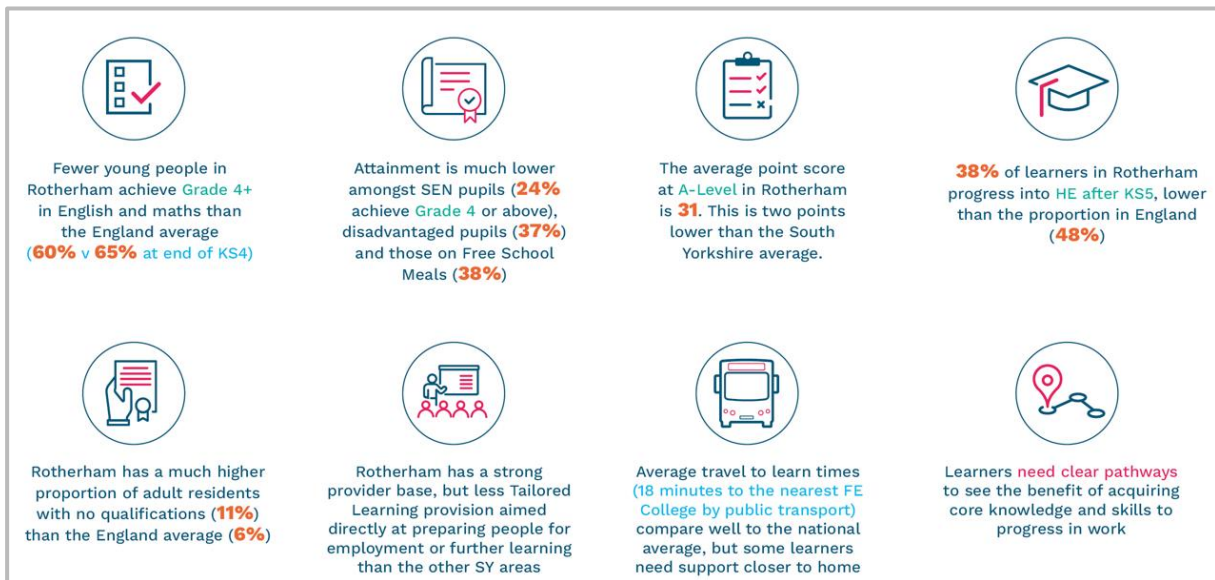 Fewer young people in
Rotherham achieve Grade 4+
in English and maths than
the England average
(60% v 65% at end of KS4)
Attainment is much lower
amongst SEN pupils (24%
achieve Grade 4 or above),
disadvantaged pupils (37%)
and those on Free School
Meals (38%)
The average point score
at A-Level in Rotherham
is 31. This is two points
lower than the South
Yorkshire average.
38% of learners in Rotherham
progress into HE after KS5, lower
than the proportion in England
(48%)
Rotherham has a much higher
proportion of adult residents
with no qualifications (11%)
than the England average (6%)
Rotherham has a strong
provider base, but less Tailored
Learning provision aimed
directly at preparing people for
employment or further learning
than the other SY areas
Average travel to learn times
(18 minutes to the nearest FE
College by public transport)
compare well to the national
average, but some learners
need support closer to home
Learners need clear pathways
to see the benefit of acquiring
core knowledge and skills to
progress in work